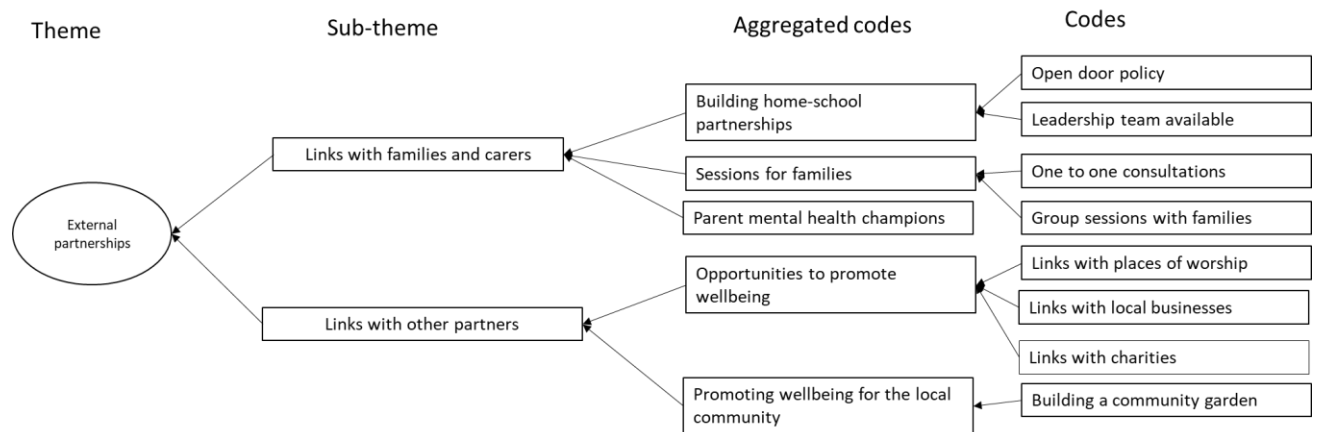 Theme
Sub-theme
Aggregated codes
Codes
External
partnerships
Links with families and carers
Links with other partners
Building home-school
partnerships
Sessions for families
Parent mental health champions
Opportunities to promote
wellbeing
Promoting wellbeing for the local
community
Open door policy
Leadership team available
One to one consultations
Group sessions with families
Links with places of worship
Links with local businesses
Links with charities
Building a community garden